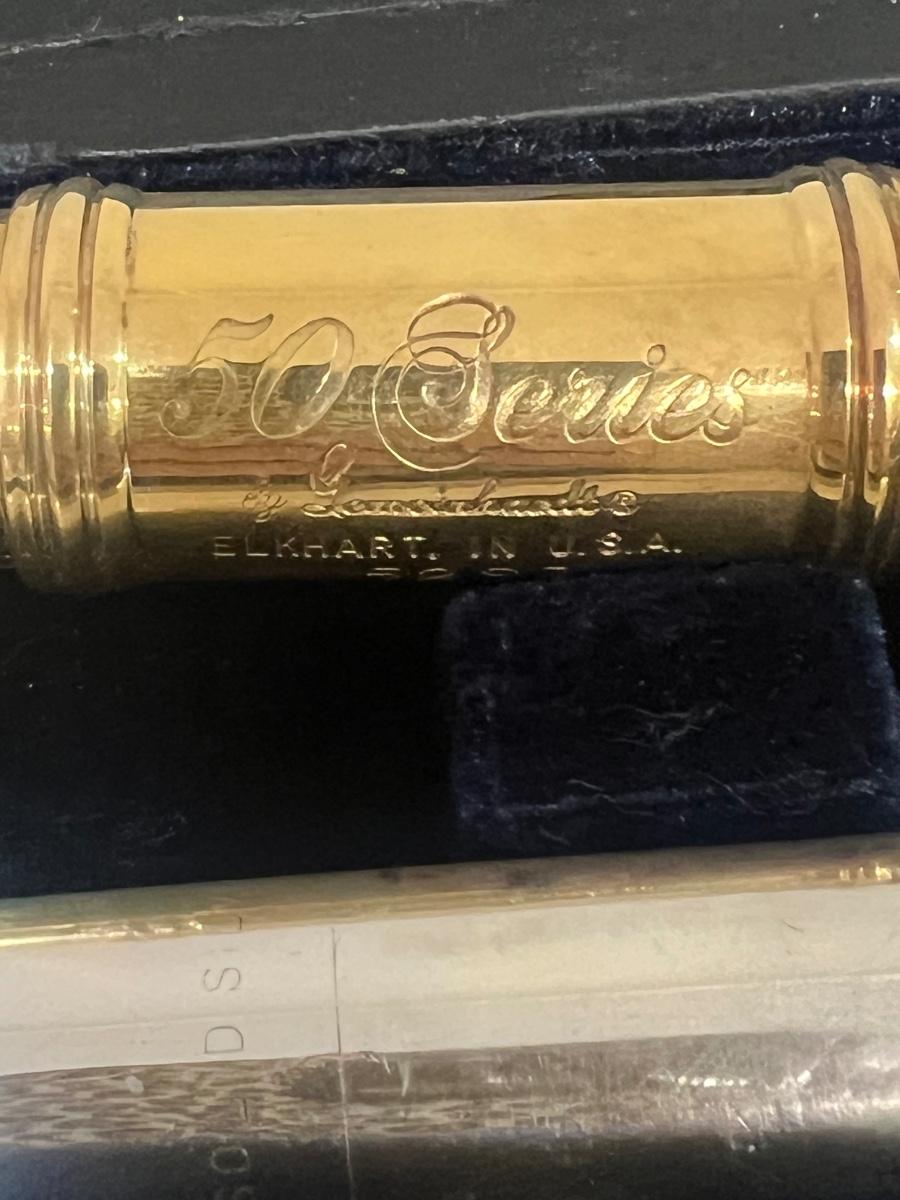 50 Series
by Gemeinhardt®
ELKHART, IN U.S.A.
D S